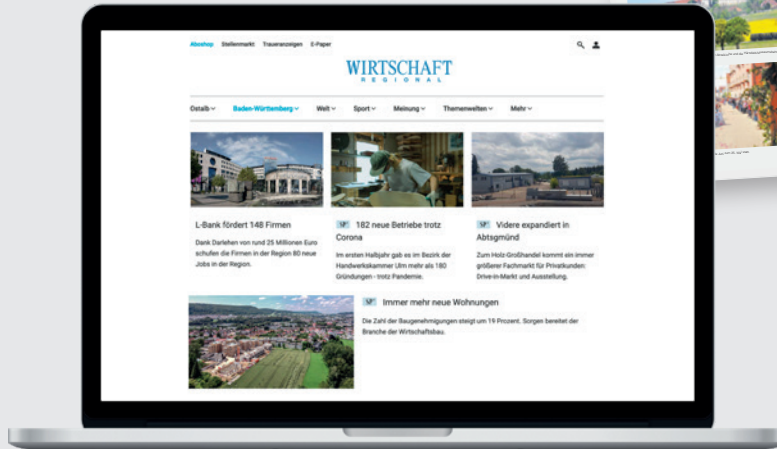 Aboshop Stellenmarkt Traueranzeigen E-Paper
WIRTSCHAFT
REGIONAL
Ostalb Baden-Württemberg Welt Sport Meinung Themenwelten Mehr
L-Bank fördert 148 Firmen
Dank Darlehen von rund 25 Millionen Euro
schufen die Firmen in der Region 80 neue
Jobs in der Region.
SP+ 182 neue Betriebe trotz
Corona
Im ersten Halbjahr gab es im Bezirk der
Handwerkskammer Ulm mehr als 180
Gründungen - trotz Pandemie.
SP+ Videre expandiert in
Abtsgmünd
Zum Holz-Großhandel kommt ein immer
größerer Fachmarkt für Privatkunden:
Drive-in-Markt und Ausstellung.
SP+ Immer mehr neue Wohnungen
Die Zahl der Baugenehmigungen steigt um 19 Prozent. Sorgen bereitet der
Branche der Wirtschaftsbau.